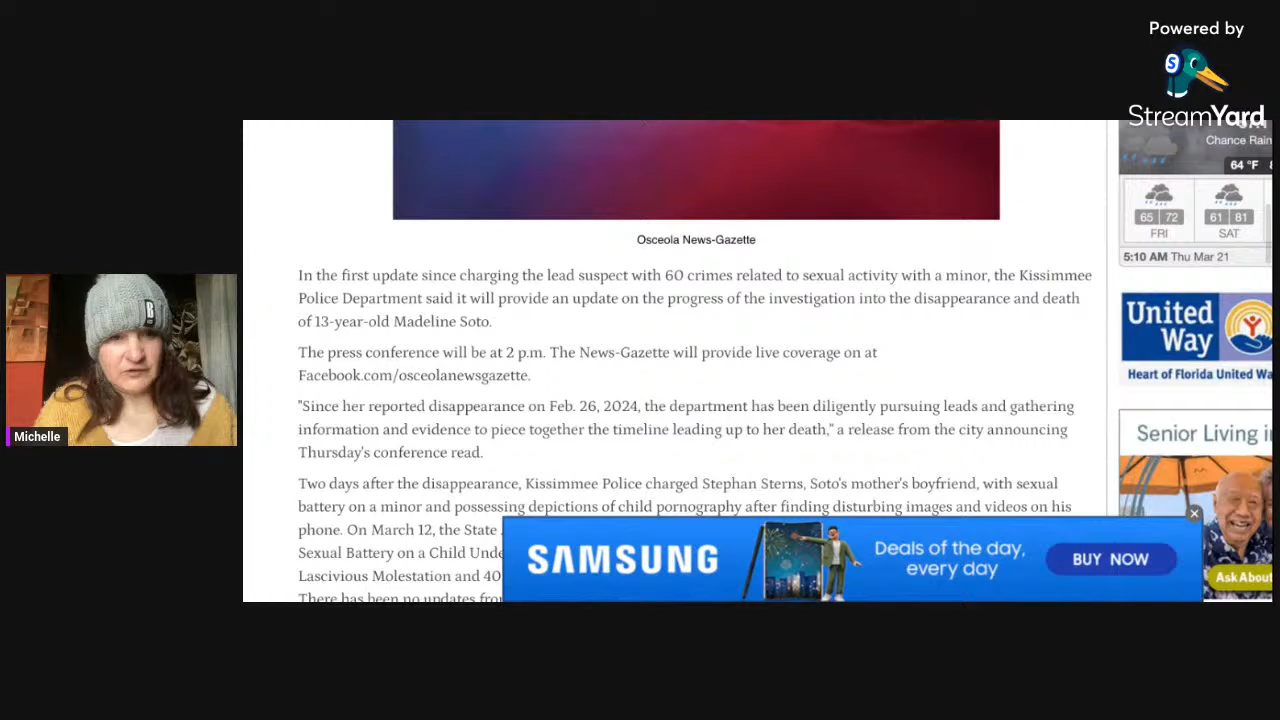 Powered by
S
StreamYard
Chance Rain
64 °F
65 72
61 81
FRI
SAT
5:10 AM Thu Mar 21
Osceola News-Gazette
In the first update since charging the lead suspect with 60 crimes related to sexual activity with a minor, the Kissimmee
Police Department said it will provide an update on the progress of the investigation into the disappearance and death
of 13-year-old Madeline Soto.
The press conference will be at 2 p.m. The News-Gazette will provide live coverage on at
Facebook.com/osceolanewsgazette.
"Since her reported disappearance on Feb. 26, 2024, the department has been diligently pursuing leads and gathering
information and evidence to piece together the timeline leading up to her death," a release from the city announcing
Thursday's conference read.
Two days after the disappearance, Kissimmee Police charged Stephan Sterns, Soto's mother's boyfriend, with sexual
battery on a minor and possessing depictions of child pornography after finding disturbing images and videos on his
phone. On March 12, the State
Sexual Battery on a Child Unde
Lascivious Molestation and 40
There has been no updates from
SAMSUNG
Deals of the day,
every day
BUY NOW
United
Way
Heart of Florida United Wa
Senior Living i
Ask About
Michelle
B